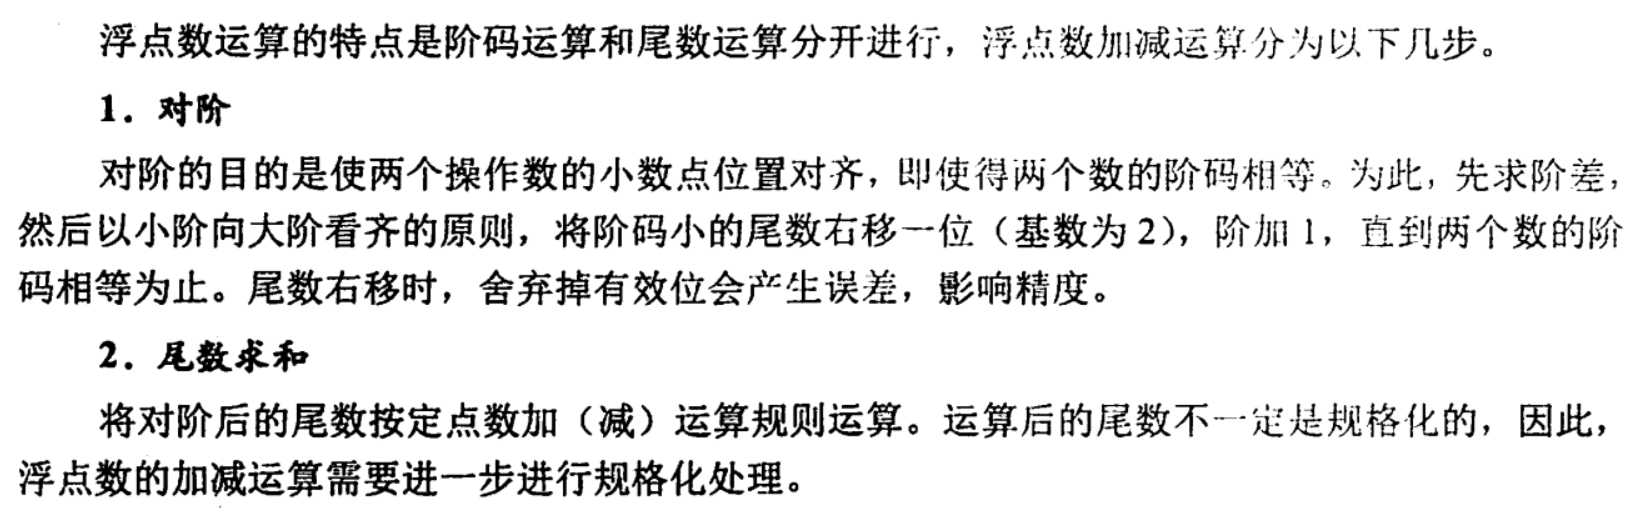 浮点数运算的特点是阶码运算和尾数运算分开进行，浮点数加减运算分为以下几步。
1．对阶
对阶的目的是使两个操作数的小数点位置对齐，即使得两个数的阶码相等。为此，先求阶差，
然后以小阶向大阶看齐的原则，将阶码小的尾数右移一位（基数为 2），阶加 1，直到两个数的阶
码相等为止。尾数右移时，舍弃掉有效位会产生误差，影响精度。
2．尾数求和
将对阶后的尾数按定点数加（减）运算规则运算。运算后的尾数不一定是规格化的，因此，
浮点数的加减运算需要进一步进行规格化处理。